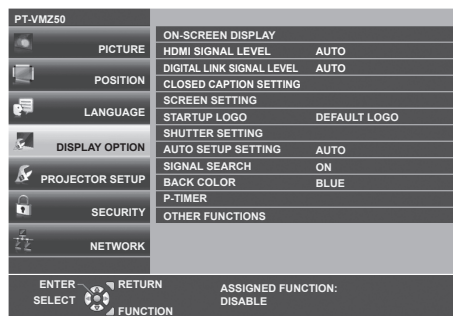 PT-VMZ50
PICTURE
POSITION
LANGUAGE
DISPLAY OPTION
PROJECTOR SETUP
SECURITY
NETWORK
ON-SCREEN DISPLAY
HDMI SIGNAL LEVEL AUTO
DIGITAL LINK SIGNAL LEVEL AUTO
CLOSED CAPTION SETTING
SCREEN SETTING
STARTUP LOGO DEFAULT LOGO
SHUTTER SETTING
AUTO SETUP SETTING AUTO
SIGNAL SEARCH ON
BACK COLOR BLUE
P-TIMER
OTHER FUNCTIONS
ENTER RETURN
SELECT
FUNCTION
ASSIGNED FUNCTION:
DISABLE